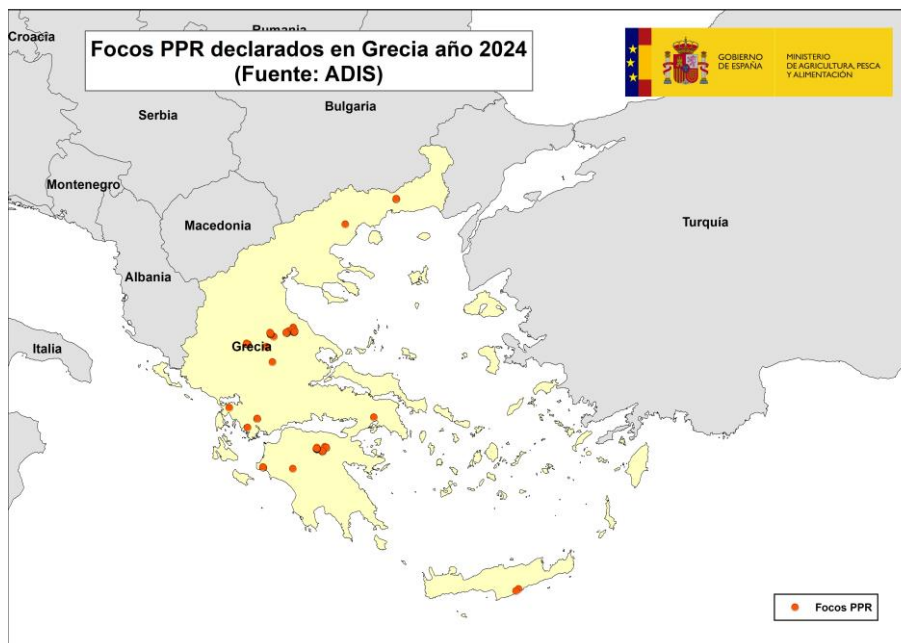 Croacia
Rumania
Focos PPR declarados en Grecia año 2024
(Fuente: ADIS)
GOBIERNO
DE ESPAÑA
MINISTERIO
DE AGRICULTURA, PESCA
Y ALIMENTACIÓN
Serbia
Bulgaria
Montenegro
Macedonia
Turquía
Albania
Italia
Grecia
Focos PPR